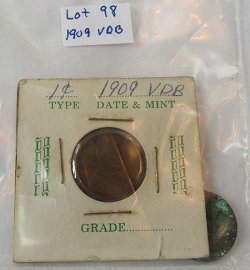 Lot 98
1909 VDB
1¢ 1909 VDB
TYPE DATE & MINT
GRADE................